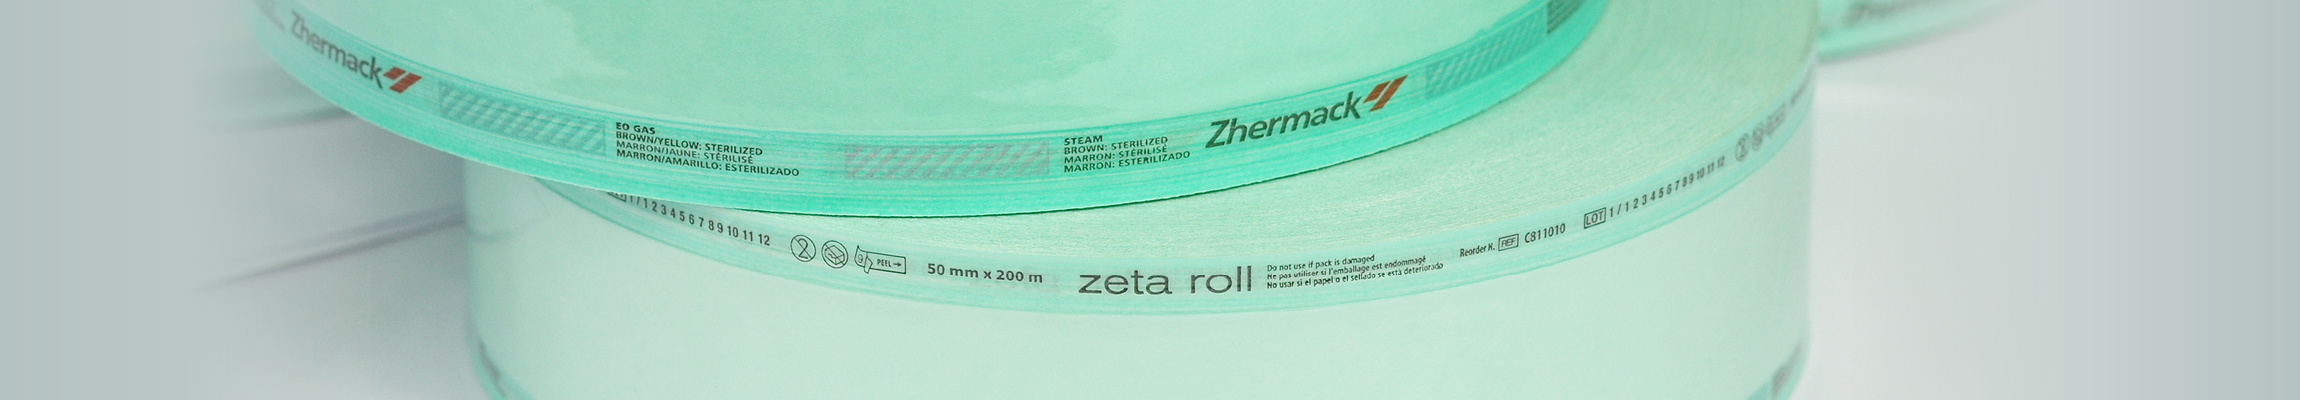 Zhermack
EO GAS
BROWN/YELLOW: STERILIZED
MARRON/JAUNE: STÉRILISÉ
MARRON/AMARILLO: ESTERILIZADO
STEAM
BROWN: STERILIZED
MARRON: STÉRILISÉ
MARRON: ESTERILIZADO
Zhermack
1 / 1 2 3 4 5 6 7 8 9 10 11 12
PEEL→
50 mm x 200 m
zeta roll
Do not use if pack is damaged
Ne pas utiliser si l'emballage est endommagé
No usar si el papel o el sellado se està deteriorado
Reorder N. REF C811010
LOT 1 / 1 2 3 4 5 6 7 8 9 10 11 12